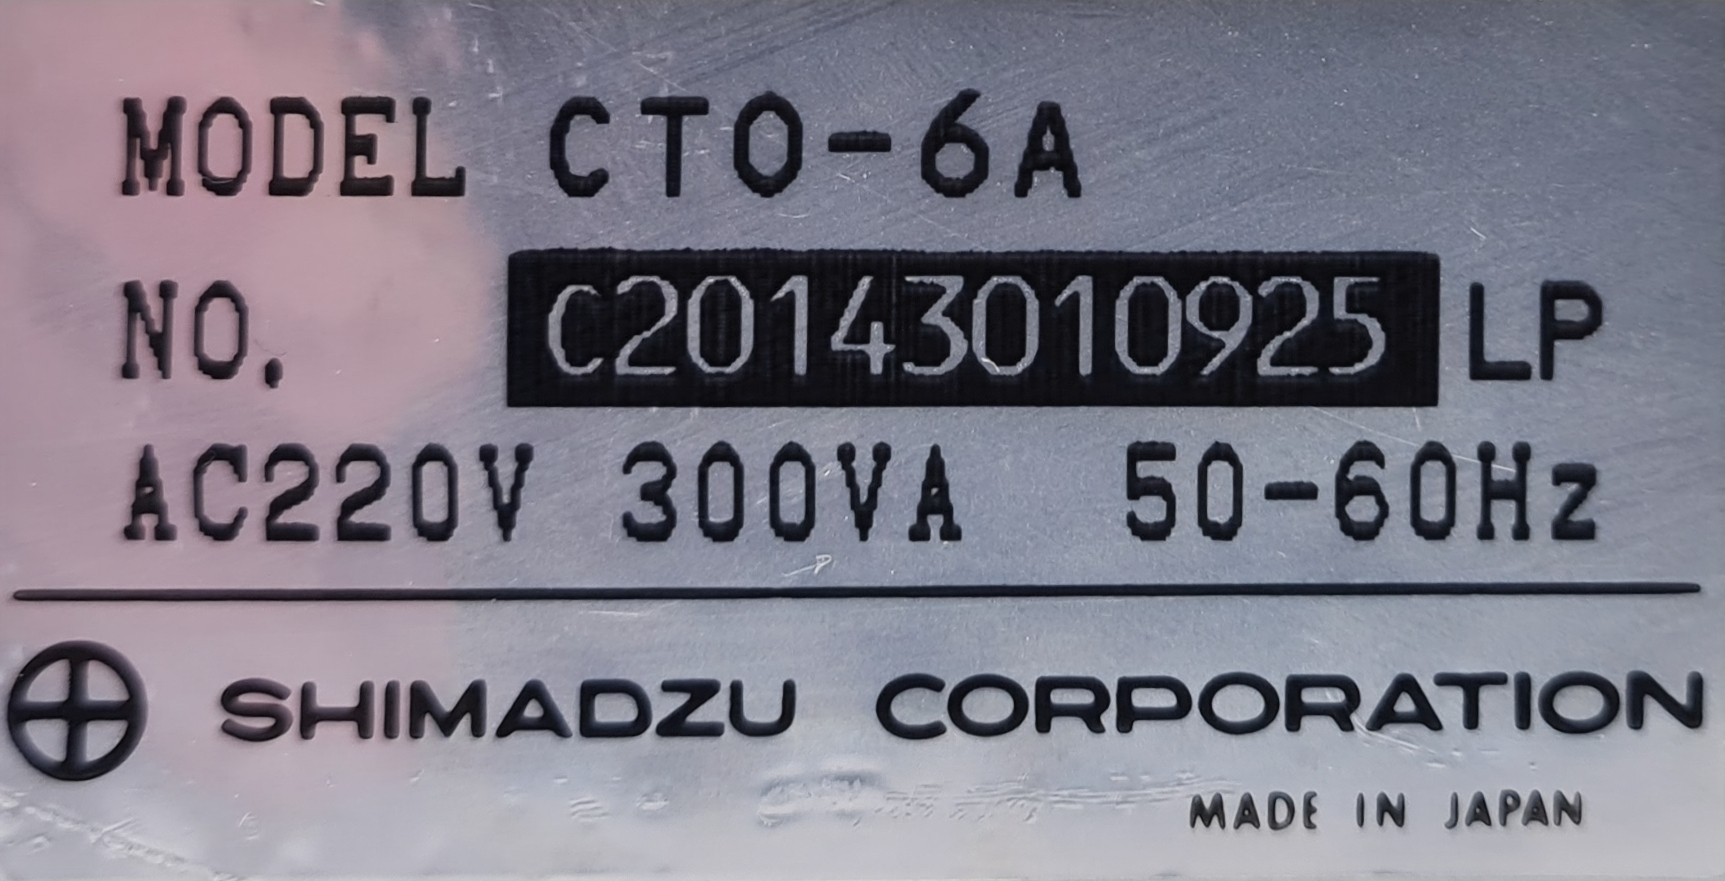 MODEL CTO-6A
NO. C20143010925 LP
AC220V 300VA 50-60Hz
SHIMADZU CORPORATION
MADE IN JAPAN